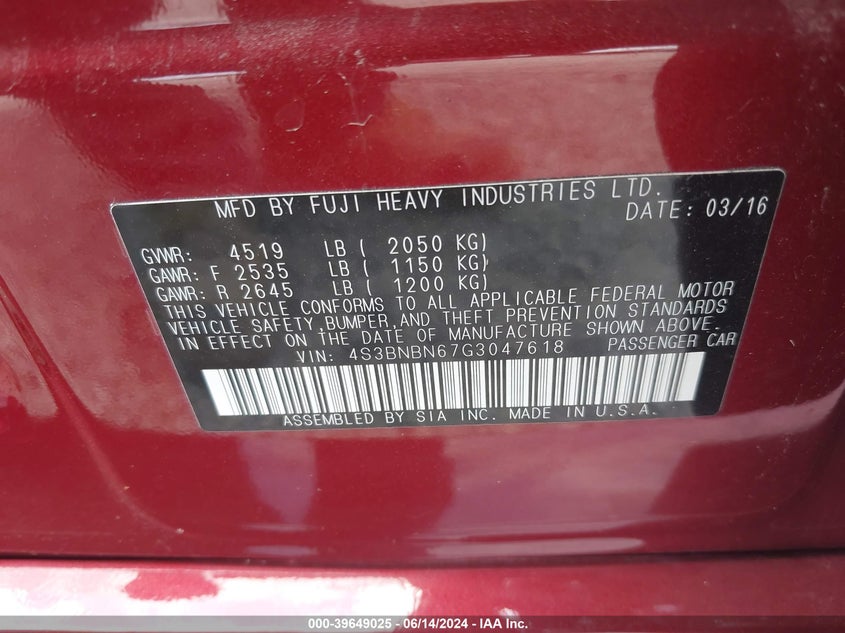 MFD BY FUJI HEAVY INDUSTRIES LTD.
DATE: 03/16
GVWR: 4519 LB ( 2050 KG)
GAWR: F 2535 LB ( 1150 KG)
GAWR: R 2645 LB ( 1200 KG)
THIS VEHICLE CONFORMS TO ALL APPLICABLE FEDERAL MOTOR
VEHICLE SAFETY, BUMPER, AND THEFT PREVENTION STANDARDS
IN EFFECT ON THE DATE OF MANUFACTURE SHOWN ABOVE.
VIN: 4S3BNBN67G3047618 PASSENGER CAR
ASSEMBLED BY SIA INC. MADE IN U.S.A.
000-39649025 - 06/14/2024 - IAA Inc.